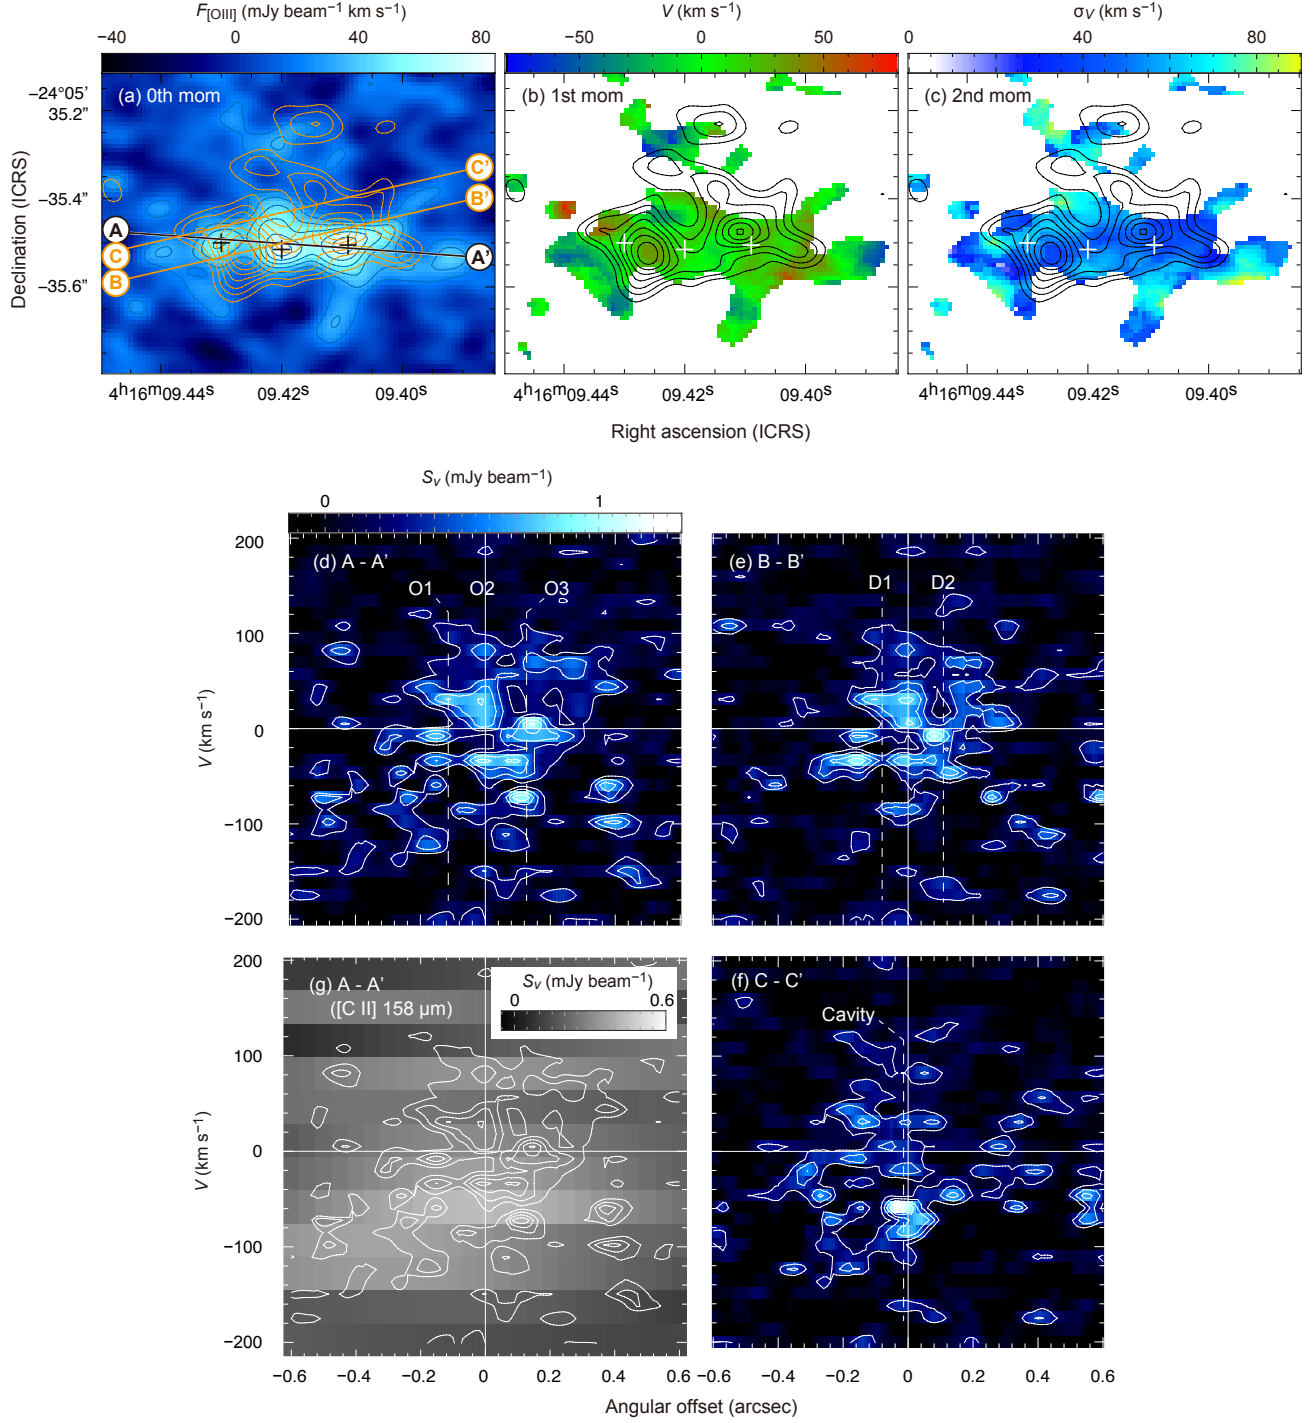 F[OIII] (mJy beam−1 km s−1)
V (km s−1)
σV (km s−1)
−40 0 40 80
−50 0 50
0 40 80
(a) 0th mom
(b) 1st mom
(c) 2nd mom
−24°05’
35.2”
−35.4”
−35.6”
Declination (ICRS)
C’
B’
A
C
B
A’
4h16m09.44s 09.42s 09.40s
4h16m09.44s 09.42s 09.40s
4h16m09.44s 09.42s 09.40s
Right ascension (ICRS)
Sν (mJy beam−1)
0 1
(d) A - A’
O1 O2 O3
(e) B - B’
D1 D2
200
100
0
−100
−200
V (km s−1)
(g) A - A’
([C II] 158 μm)
Sν (mJy beam−1)
0 0.6
(f) C - C’
Cavity
200
100
0
−100
−200
V (km s−1)
−0.6 −0.4 −0.2 0 0.2 0.4 0.6
−0.6 −0.4 −0.2 0 0.2 0.4 0.6
Angular offset (arcsec)